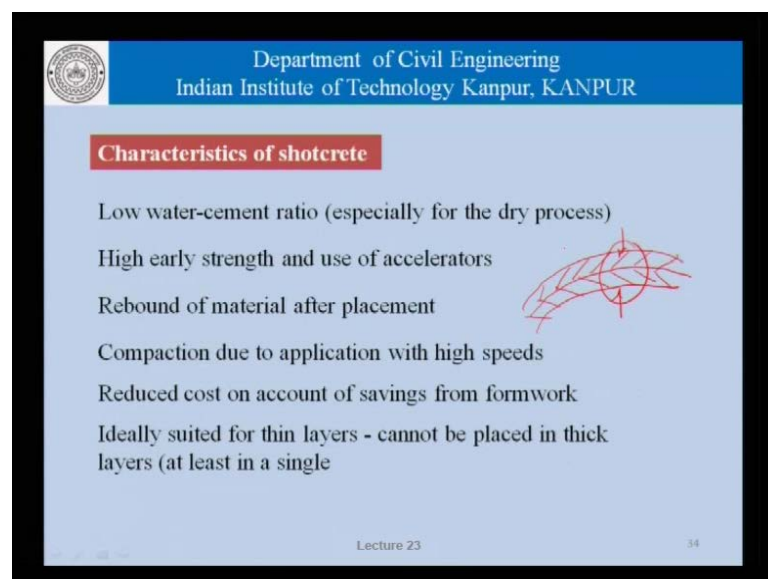 Department of Civil Engineering
Indian Institute of Technology Kanpur, KANPUR
Characteristics of shotcrete
Low water-cement ratio (especially for the dry process)
High early strength and use of accelerators
Rebound of material after placement
Compaction due to application with high speeds
Reduced cost on account of savings from formwork
Ideally suited for thin layers - cannot be placed in thick
layers (at least in a single
Lecture 23
34